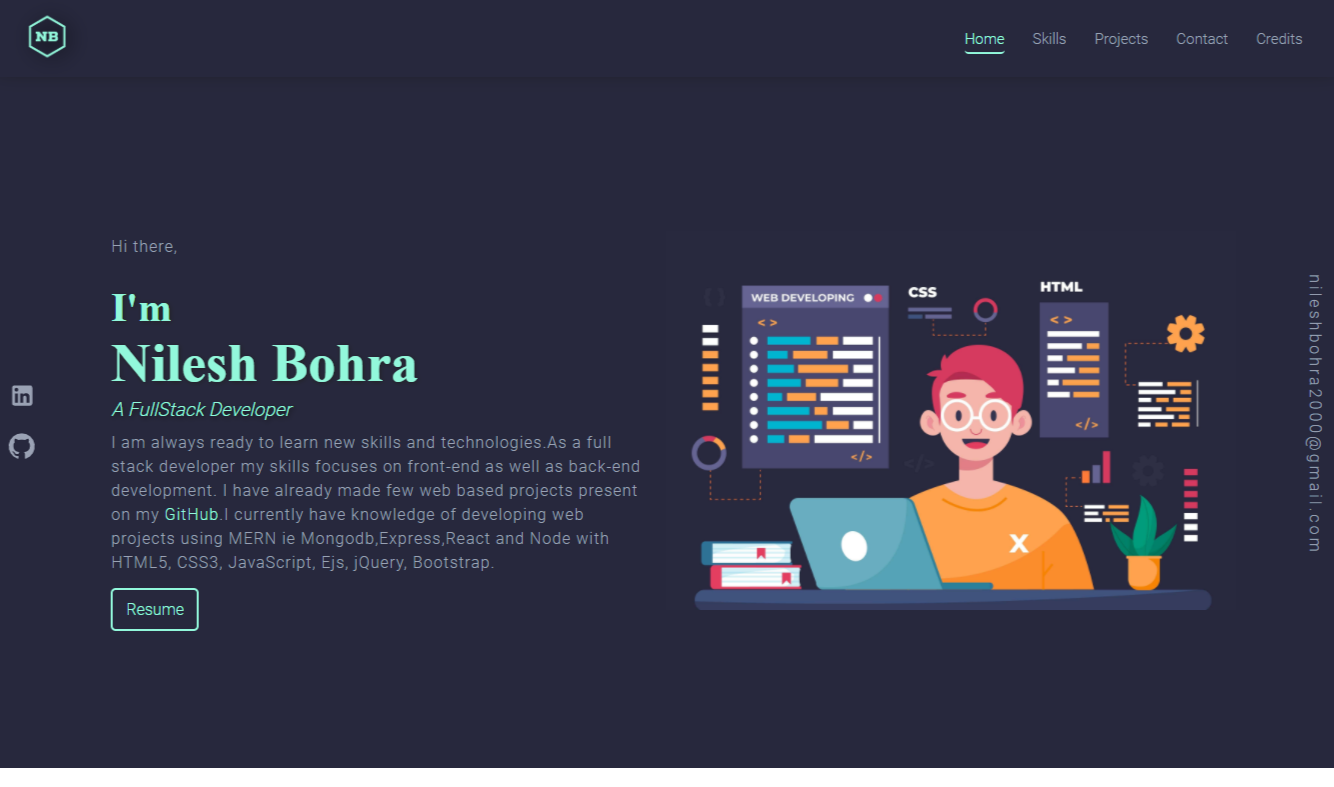 NB
Home Skills Projects Contact Credits
Hi there,
I'm
Nilesh Bohra
A FullStack Developer
I am always ready to learn new skills and technologies.As a full
stack developer my skills focuses on front-end as well as back-end
development. I have already made few web based projects present
on my GitHub.I currently have knowledge of developing web
projects using MERN ie Mongodb,Express,React and Node with
HTML5, CSS3, JavaScript, Ejs, jQuery, Bootstrap.
Resume
in
{ }
WEB DEVELOPING
< >
</>
CSS
HTML
< >
</>
</>
X
nileshbohra2000@gmail.com